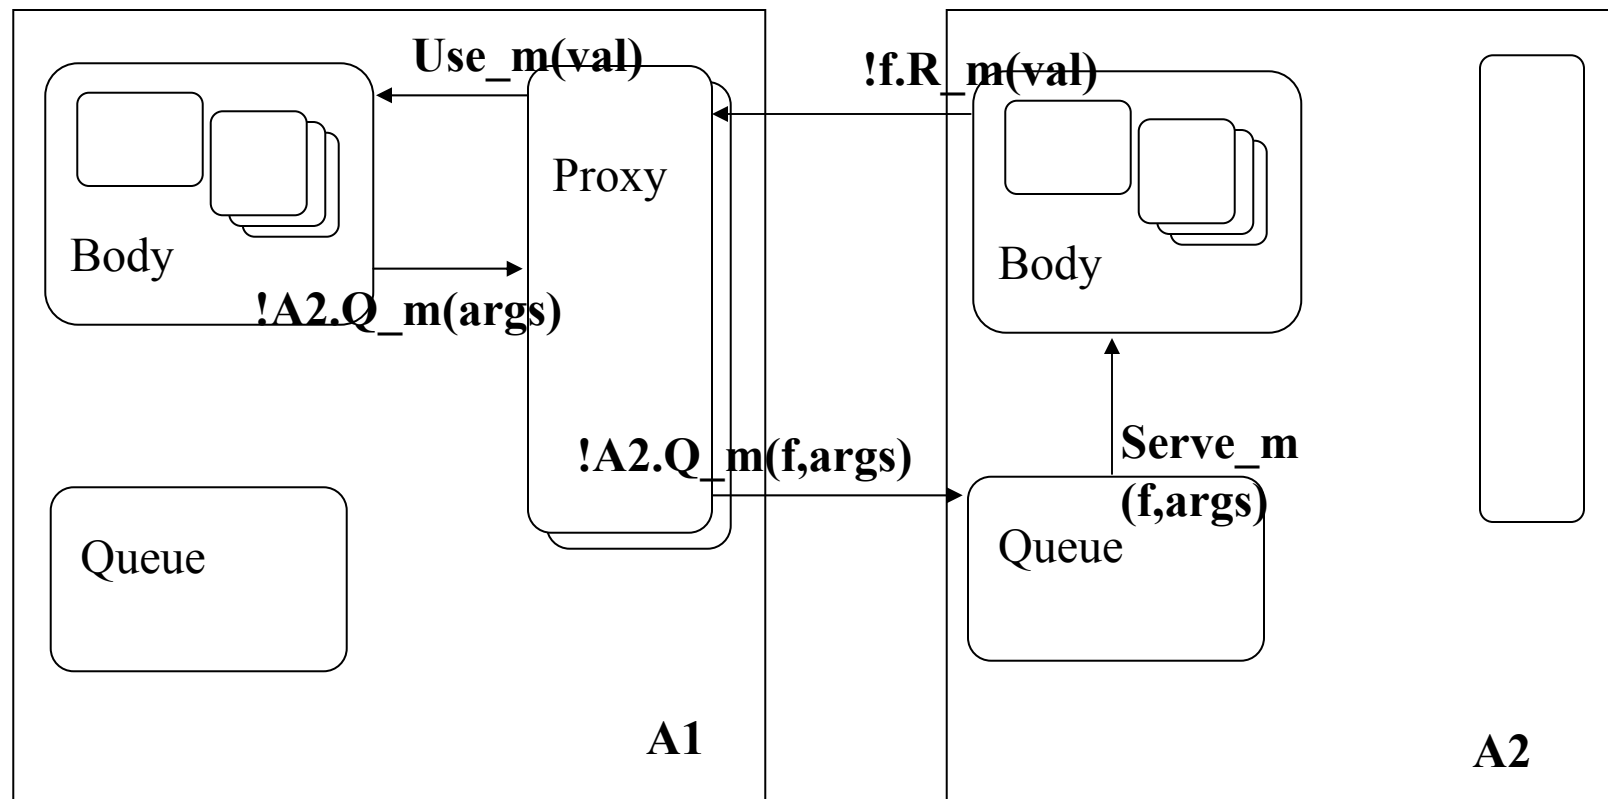 Use_m(val)
!f.R_m(val)
Proxy
Body
Body
!A2.Q_m(args)
!A2.Q_m(f,args)
Serve_m
(f,args)
Queue
Queue
A1
A2